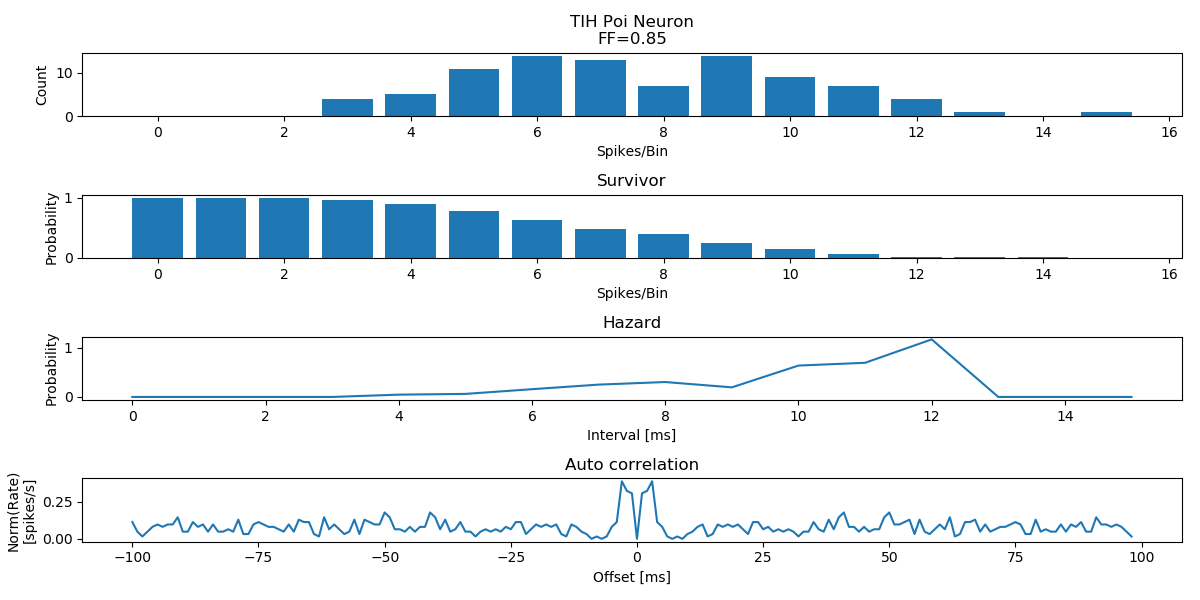 TIH Poi Neuron
FF=0.85
Count
10
0
0 2 4 6 8 10 12 14 16
Spikes/Bin
Survivor
Probability
1
0
0 2 4 6 8 10 12 14 16
Spikes/Bin
Hazard
Probability
1
0
0 2 4 6 8 10 12 14
Interval [ms]
Auto correlation
Norm(Rate)
[spikes/s]
0.25
0.00
−100 −75 −50 −25 0 25 50 75 100
Offset [ms]